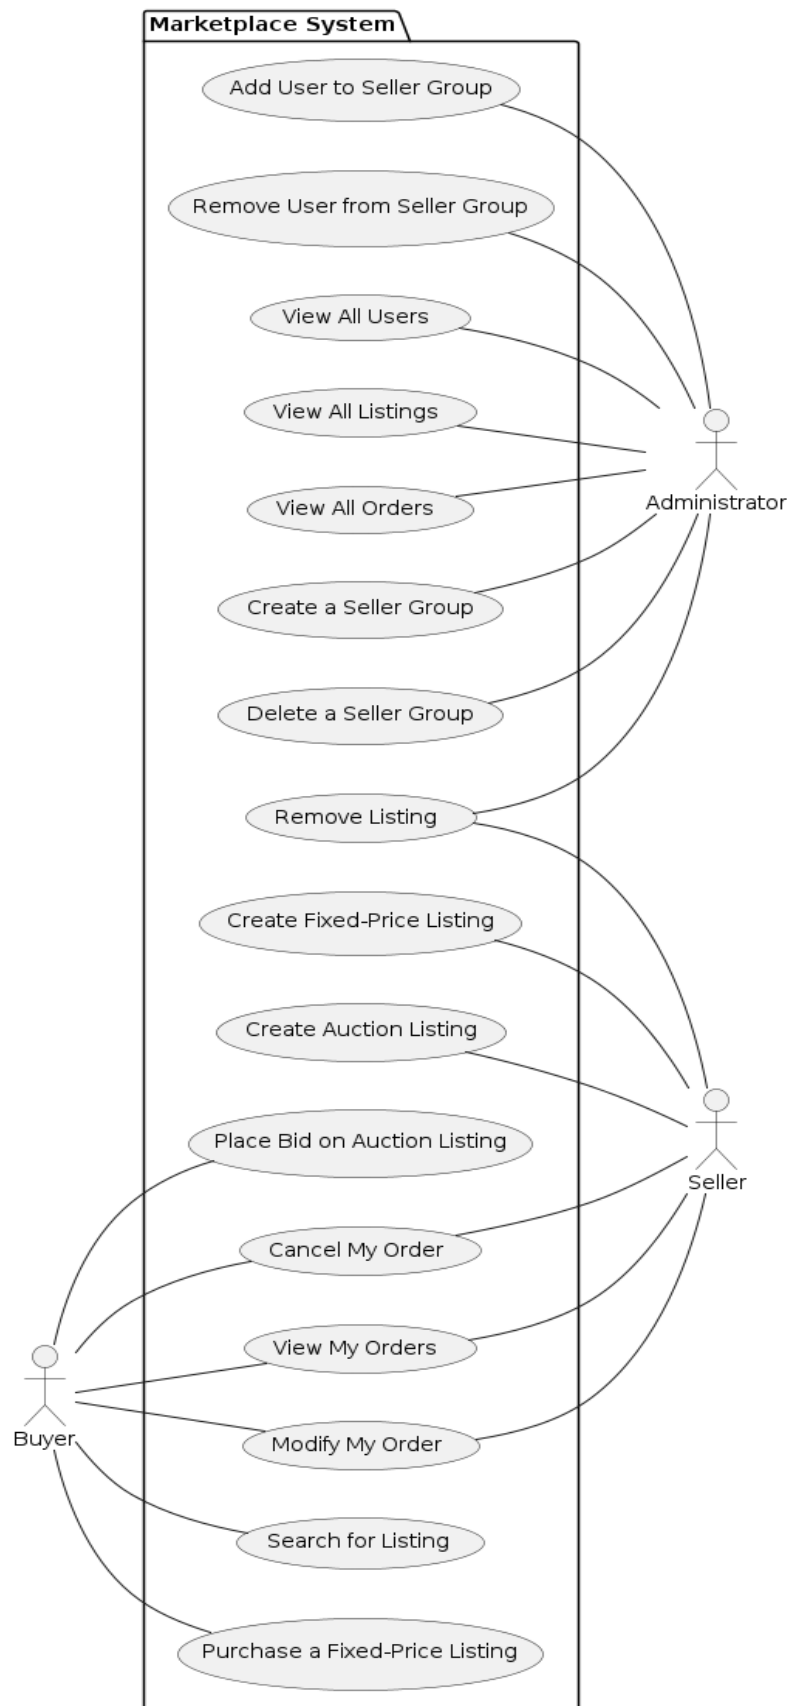 Marketplace System
Add User to Seller Group
Remove User from Seller Group
View All Users
View All Listings
View All Orders
Administrator
Create a Seller Group
Delete a Seller Group
Remove Listing
Create Fixed-Price Listing
Create Auction Listing
Place Bid on Auction Listing
Seller
Cancel My Order
View My Orders
Buyer
Modify My Order
Search for Listing
Purchase a Fixed-Price Listing